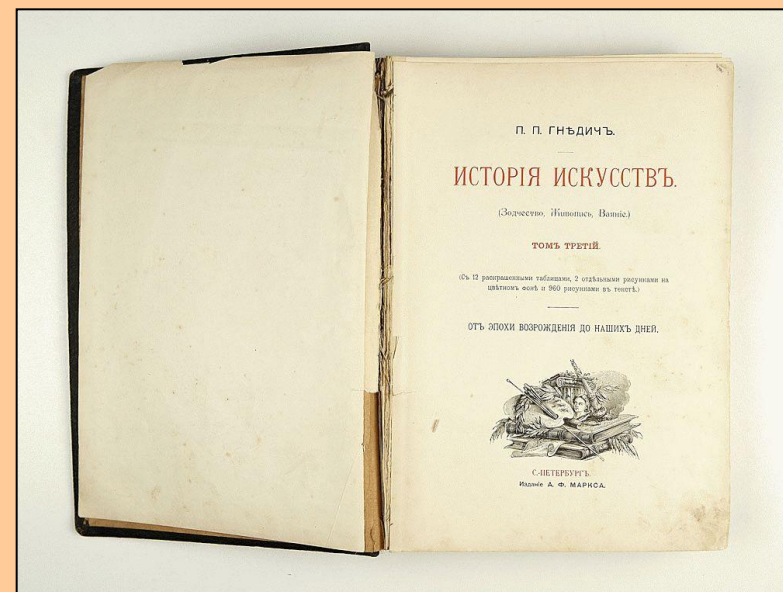 П. П. ГНѢДИЧЪ.
ИСТОРІЯ ИСКУССТВЪ.
(Зодчество, Живопись, Ваяніе.)
ТОМЪ ТРЕТІЙ.
(Съ 12 раскрашенными таблицами, 2 отдѣльными рисунками на
цвѣтномъ фонѣ и 960 рисунками въ текстѣ.)
ОТЪ ЭПОХИ ВОЗРОЖДЕНІЯ ДО НАШИХЪ ДНЕЙ.
С.-ПЕТЕРБУРГЪ.
Изданіе А. Ф. МАРКСА.